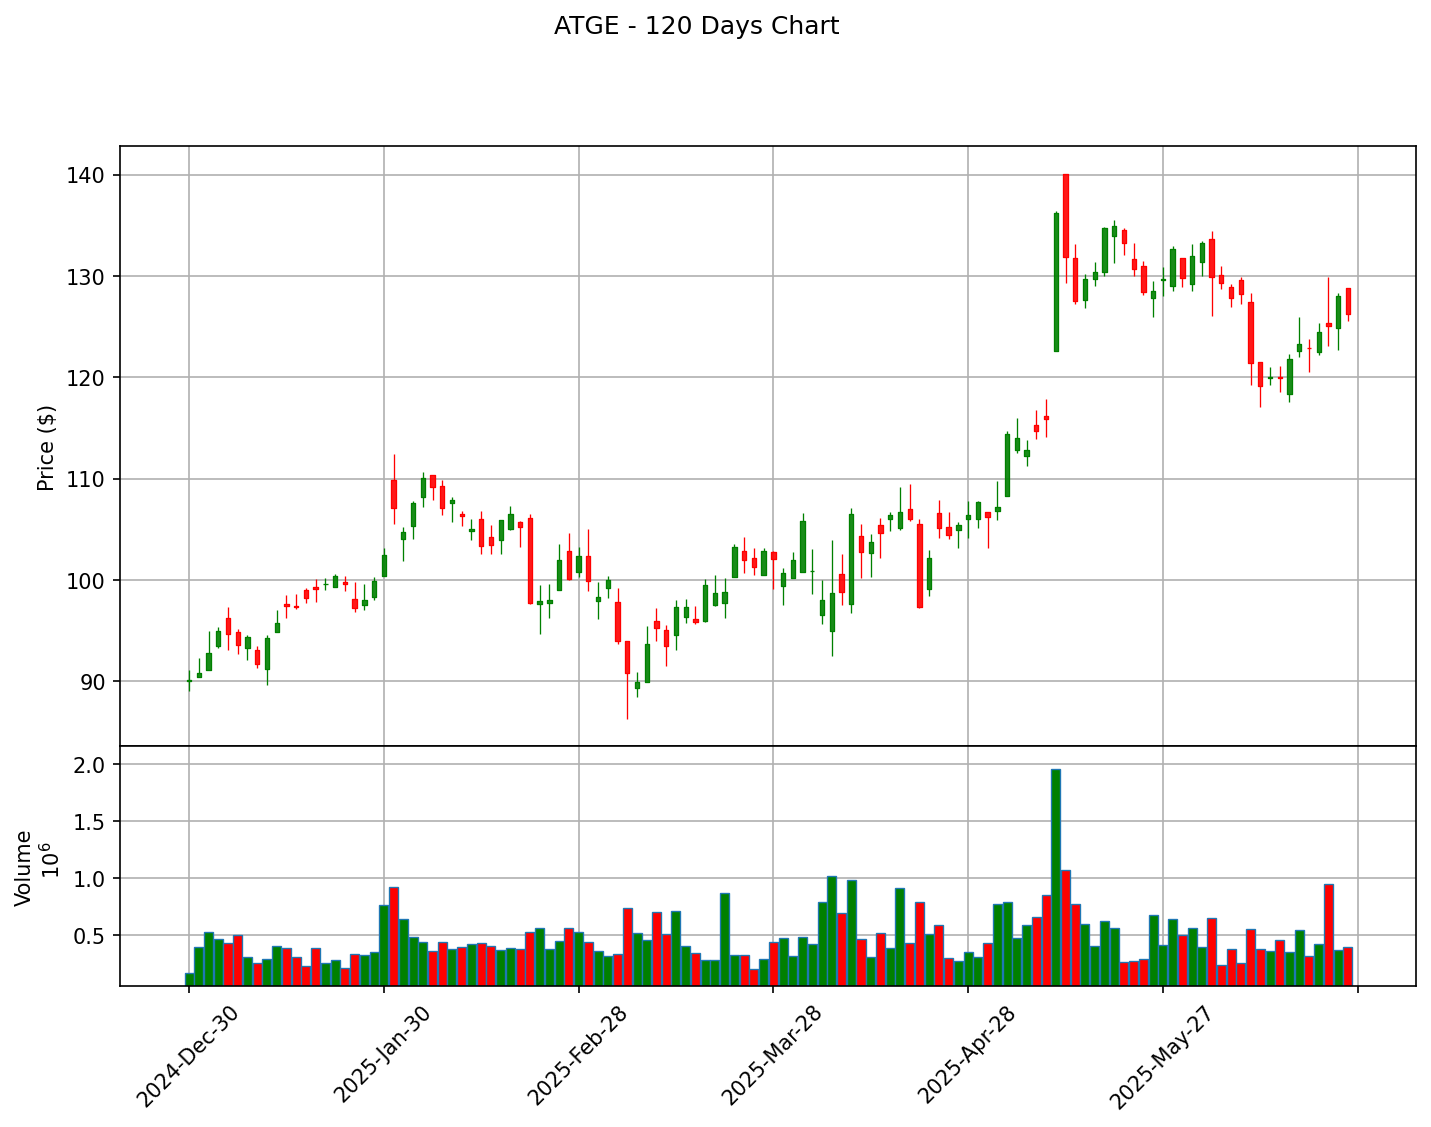 ATGE - 120 Days Chart
140
130
120
110
100
90
Price ($)
2.0
1.5
1.0
0.5
Volume
10^6
2024-Dec-30
2025-Jan-30
2025-Feb-28
2025-Mar-28
2025-Apr-28
2025-May-27